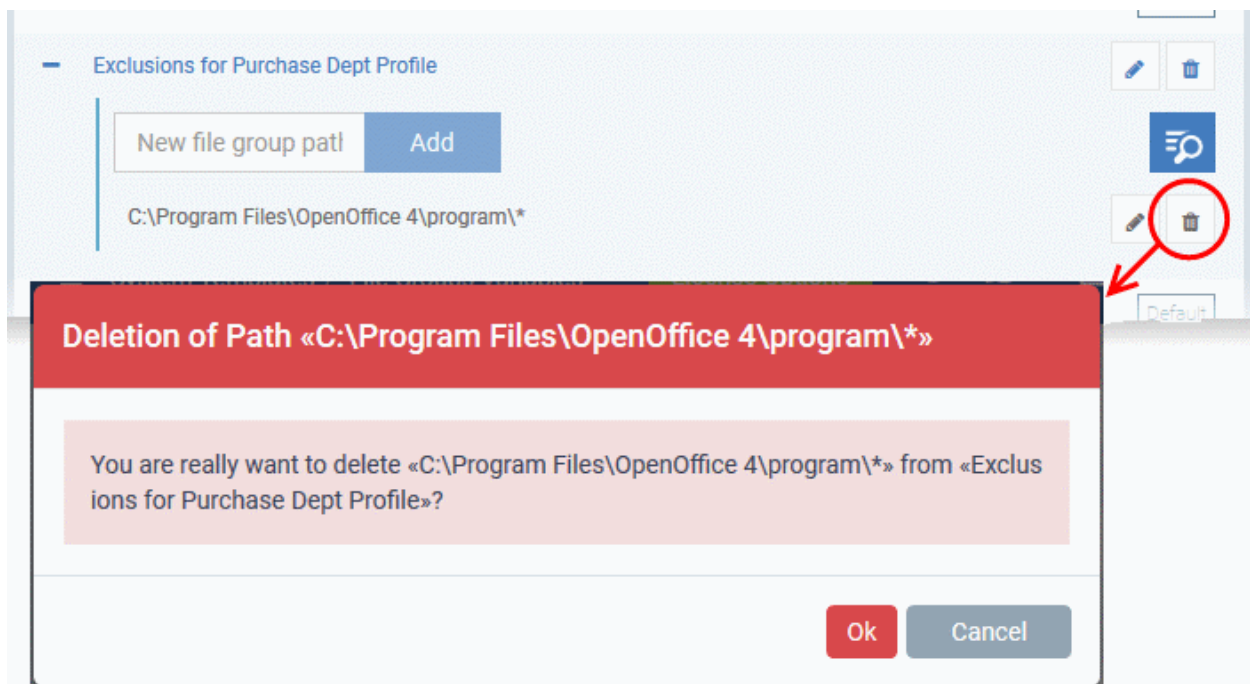 Exclusions for Purchase Dept Profile
New file group path Add
C:\Program Files\OpenOffice 4\program\*
Default
Deletion of Path «C:\Program Files\OpenOffice 4\program\*»
You are really want to delete «C:\Program Files\OpenOffice 4\program\*» from «Exclus
ions for Purchase Dept Profile»?
Ok Cancel